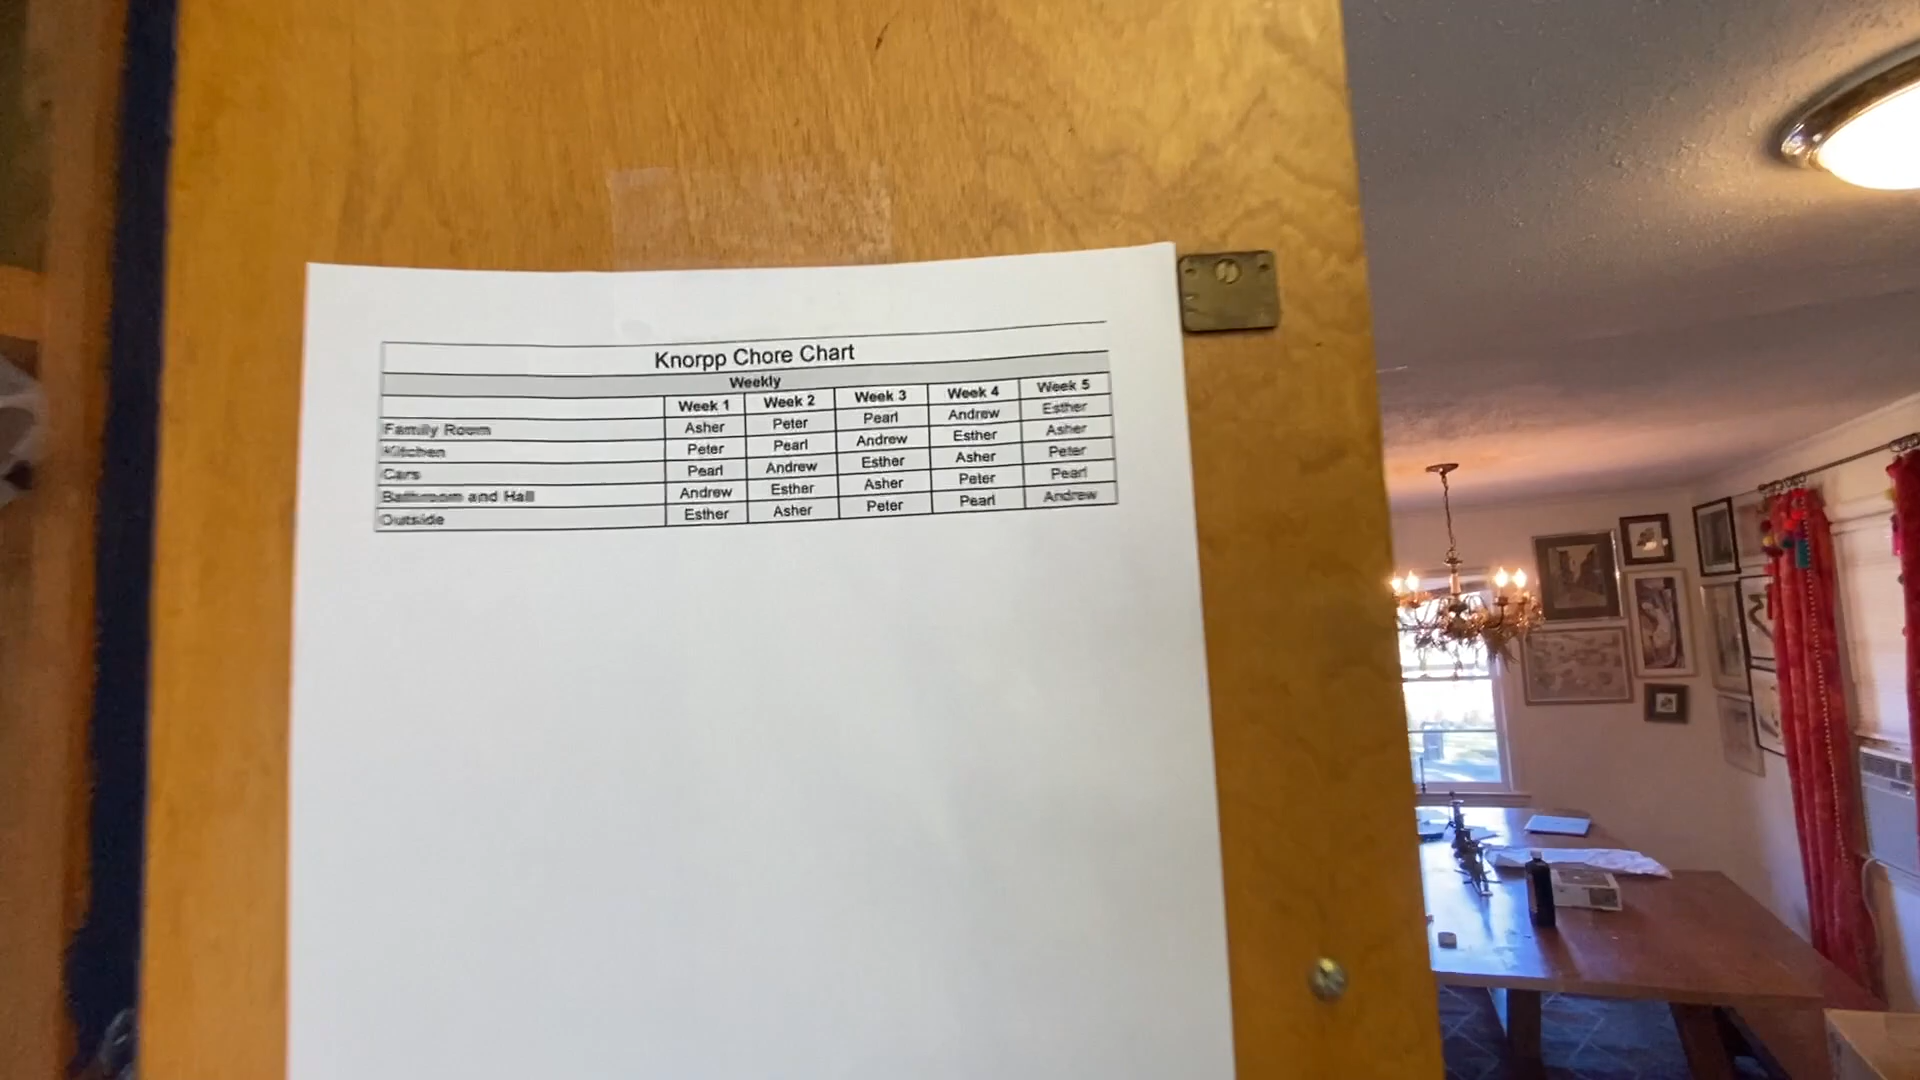 Knorpp Chore Chart
Weekly
Week 1 Week 2 Week 3 Week 4 Week 5
Family Room Asher Peter Pearl Andrew Esther
Kitchen Peter Pearl Andrew Esther Asher
Cars Pearl Andrew Esther Asher Peter
Bathroom and Hall Andrew Esther Asher Peter Pearl
Outside Esther Asher Peter Pearl Andrew